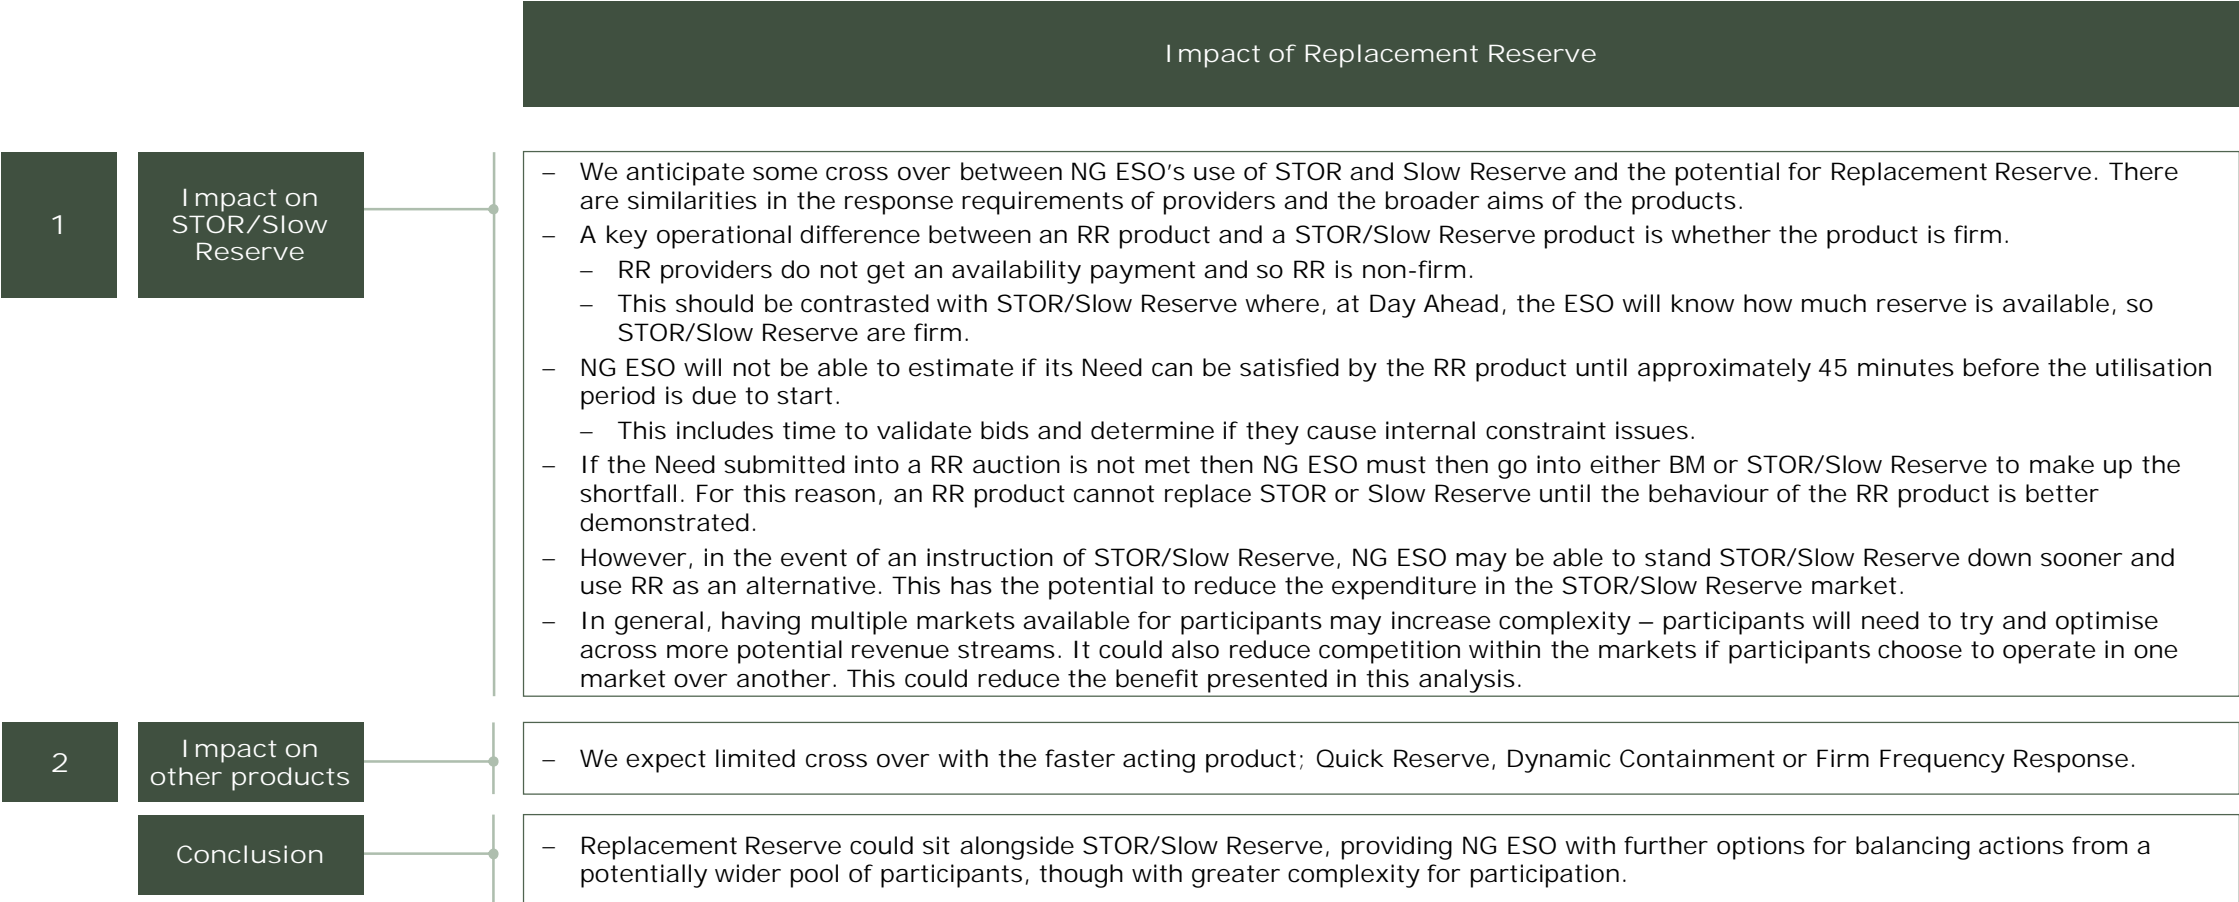 Impact of Replacement Reserve
1
Impact on
STOR/Slow
Reserve
– We anticipate some cross over between NG ESO’s use of STOR and Slow Reserve and the potential for Replacement Reserve. There
are similarities in the response requirements of providers and the broader aims of the products.
– A key operational difference between an RR product and a STOR/Slow Reserve product is whether the product is firm.
– RR providers do not get an availability payment and so RR is non-firm.
– This should be contrasted with STOR/Slow Reserve where, at Day Ahead, the ESO will know how much reserve is available, so
STOR/Slow Reserve are firm.
– NG ESO will not be able to estimate if its Need can be satisfied by the RR product until approximately 45 minutes before the utilisation
period is due to start.
– This includes time to validate bids and determine if they cause internal constraint issues.
– If the Need submitted into a RR auction is not met then NG ESO must then go into either BM or STOR/Slow Reserve to make up the
shortfall. For this reason, an RR product cannot replace STOR or Slow Reserve until the behaviour of the RR product is better
demonstrated.
– However, in the event of an instruction of STOR/Slow Reserve, NG ESO may be able to stand STOR/Slow Reserve down sooner and
use RR as an alternative. This has the potential to reduce the expenditure in the STOR/Slow Reserve market.
– In general, having multiple markets available for participants may increase complexity – participants will need to try and optimise
across more potential revenue streams. It could also reduce competition within the markets if participants choose to operate in one
market over another. This could reduce the benefit presented in this analysis.
2
Impact on
other products
– We expect limited cross over with the faster acting product; Quick Reserve, Dynamic Containment or Firm Frequency Response.
Conclusion
– Replacement Reserve could sit alongside STOR/Slow Reserve, providing NG ESO with further options for balancing actions from a
potentially wider pool of participants, though with greater complexity for participation.